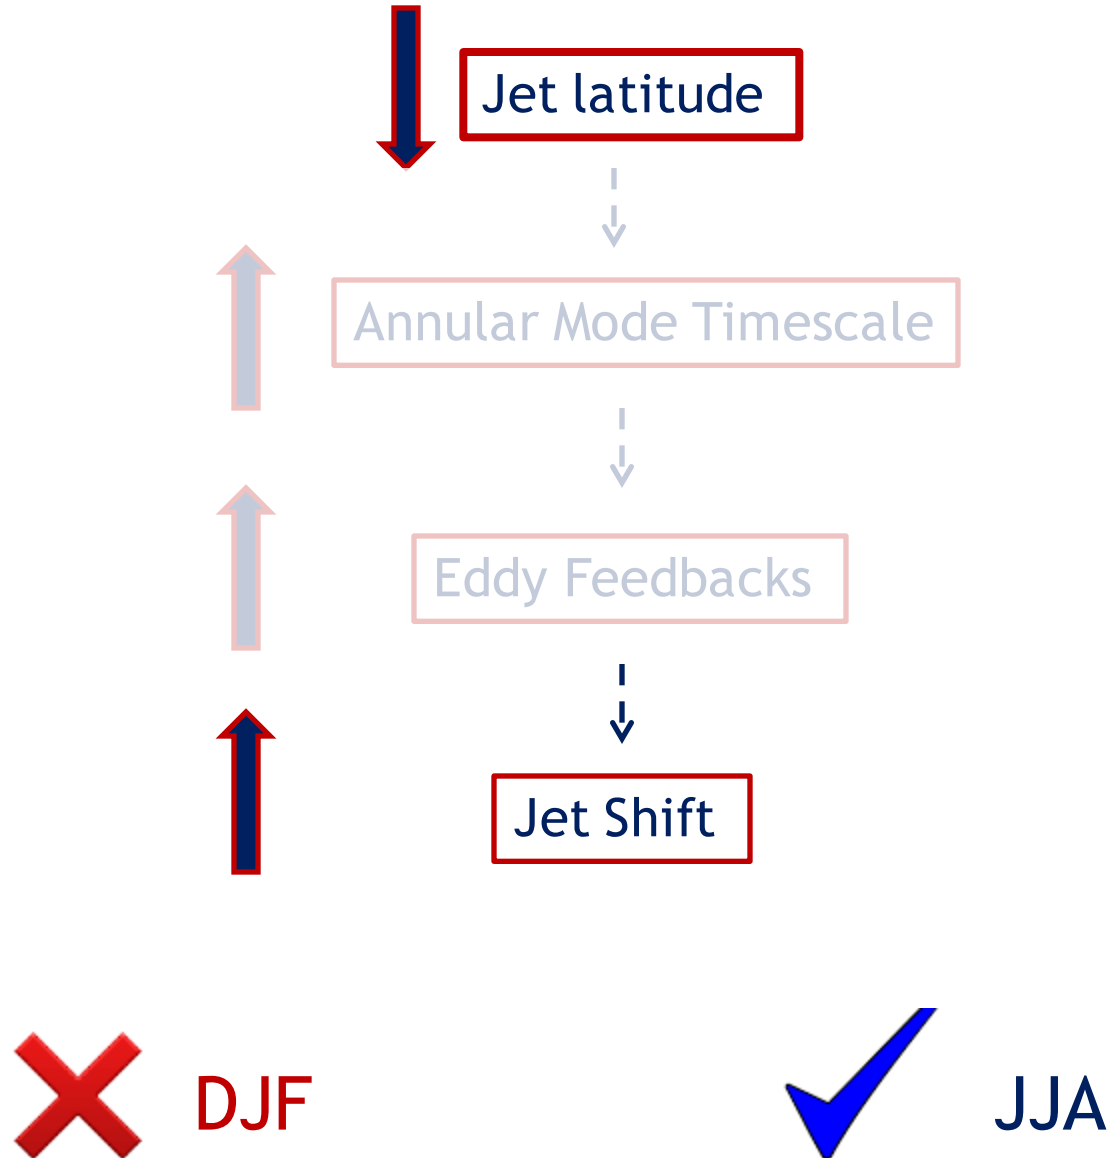 Jet latitude
Annular Mode Timescale
Eddy Feedbacks
Jet Shift
DJF
JJA